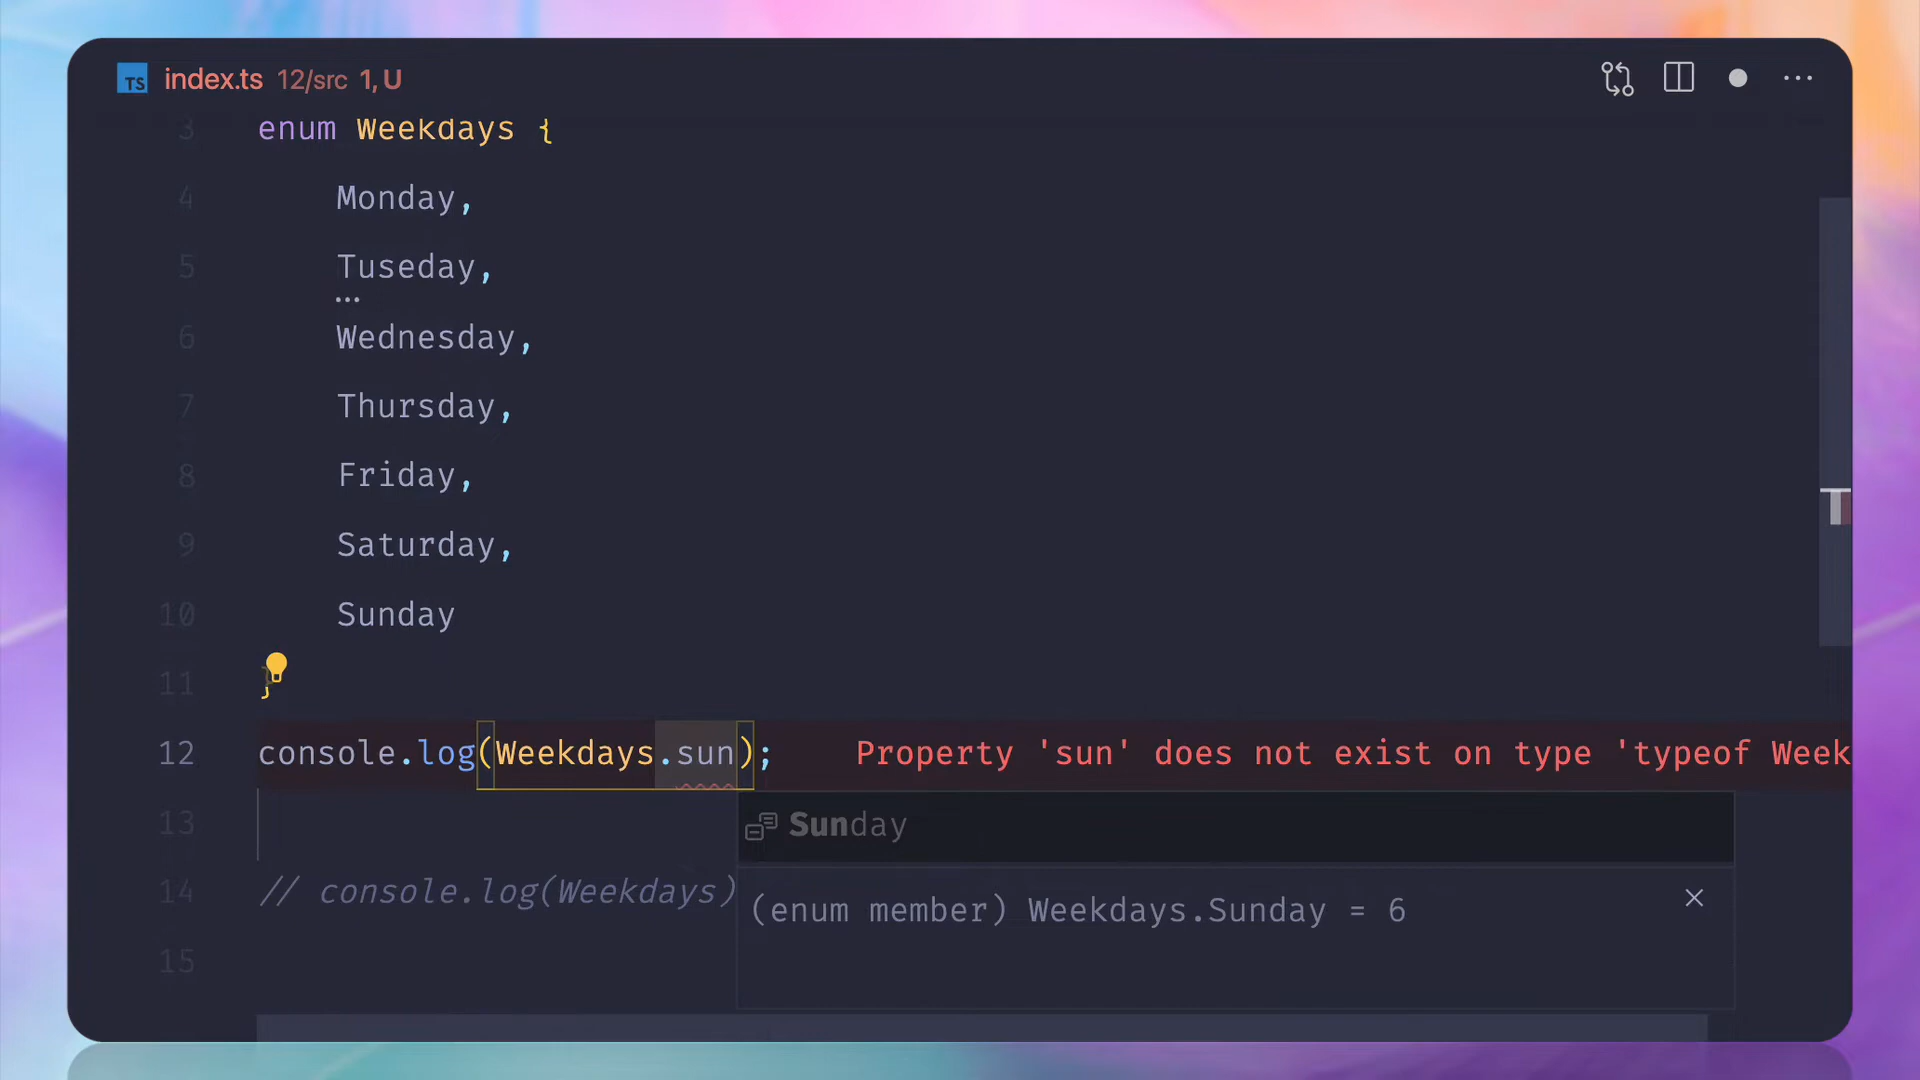 TS index.ts 12/src 1, U
3 enum Weekdays {
4 Monday,
5 Tuseday,
6 Wednesday,
7 Thursday,
8 Friday,
9 Saturday,
10 Sunday
11 }
12 console.log(Weekdays.sun); Property 'sun' does not exist on type 'typeof Week
13 Sunday
14 // console.log(Weekdays)
(enum member) Weekdays.Sunday = 6
15